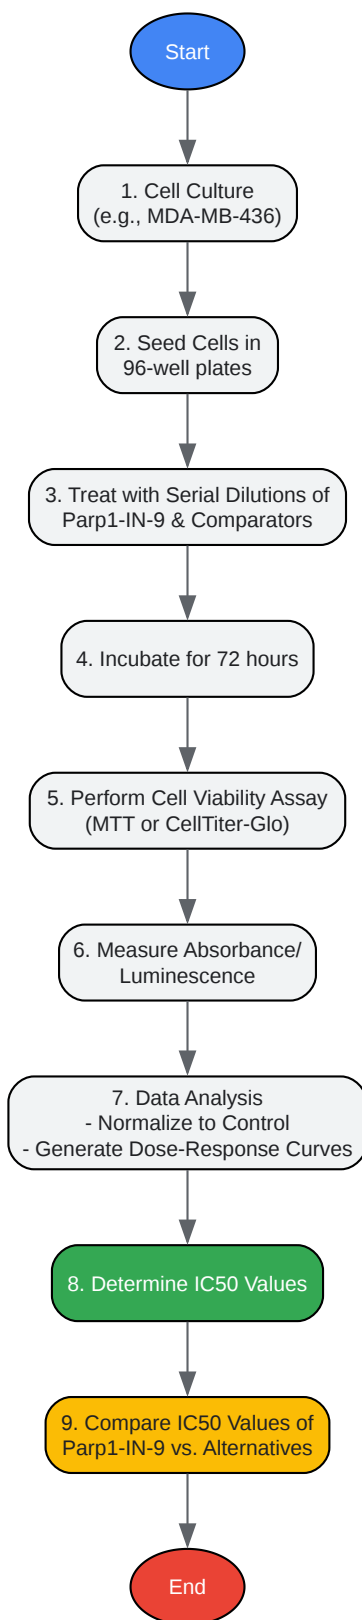 Start
1. Cell Culture
(e.g., MDA-MB-436)
2. Seed Cells in
96-well plates
3. Treat with Serial Dilutions of
Parp1-IN-9 & Comparators
4. Incubate for 72 hours
5. Perform Cell Viability Assay
(MTT or CellTiter-Glo)
6. Measure Absorbance/
Luminescence
7. Data Analysis
- Normalize to Control
- Generate Dose-Response Curves
8. Determine IC50 Values
9. Compare IC50 Values of
Parp1-IN-9 vs. Alternatives
End